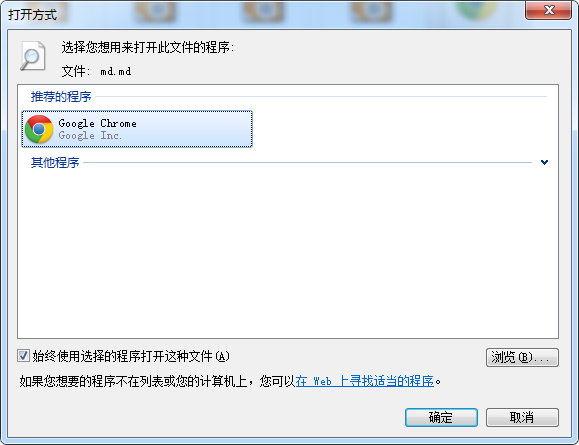 打开方式
选择您想用来打开此文件的程序:
文件: md.md
推荐的程序
Google Chrome
Google Inc.
其他程序
始终使用选择的程序打开这种文件(A)
浏览(B)...
如果您想要的程序不在列表或您的计算机上，您可以在 Web 上寻找适当的程序。
确定
取消